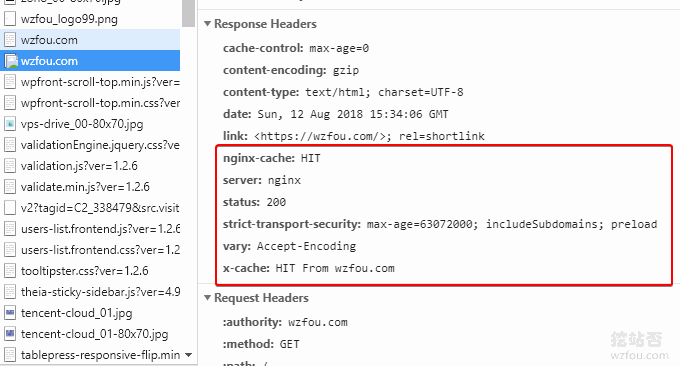 wzfou_logo99.png
wzfou.com
wzfou.com
wpfront-scroll-top.min.js?ver=
wpfront-scroll-top.min.css?ver=
vps-drive_00-80x70.jpg
validationEngine.jquery.css?ve
validation.js?ver=1.2.6
validate.min.js?ver=1.2.6
v2?tagid=C2_338479&src.visit
users-list.frontend.js?ver=1.2.6
users-list.frontend.css?ver=1.2
tooltipster.css?ver=1.2.6
theia-sticky-sidebar.js?ver=4.9
tencent-cloud_01.jpg
tencent-cloud_01-80x70.jpg
tablepress-responsive-flip.min
Response Headers
cache-control: max-age=0
content-encoding: gzip
content-type: text/html; charset=UTF-8
date: Sun, 12 Aug 2018 15:34:06 GMT
link: <https://wzfou.com/>; rel=shortlink
nginx-cache: HIT
server: nginx
status: 200
strict-transport-security: max-age=63072000; includeSubdomains; preload
vary: Accept-Encoding
x-cache: HIT From wzfou.com
Request Headers
:authority: wzfou.com
:method: GET
:path: /
挖站否
wzfou.com